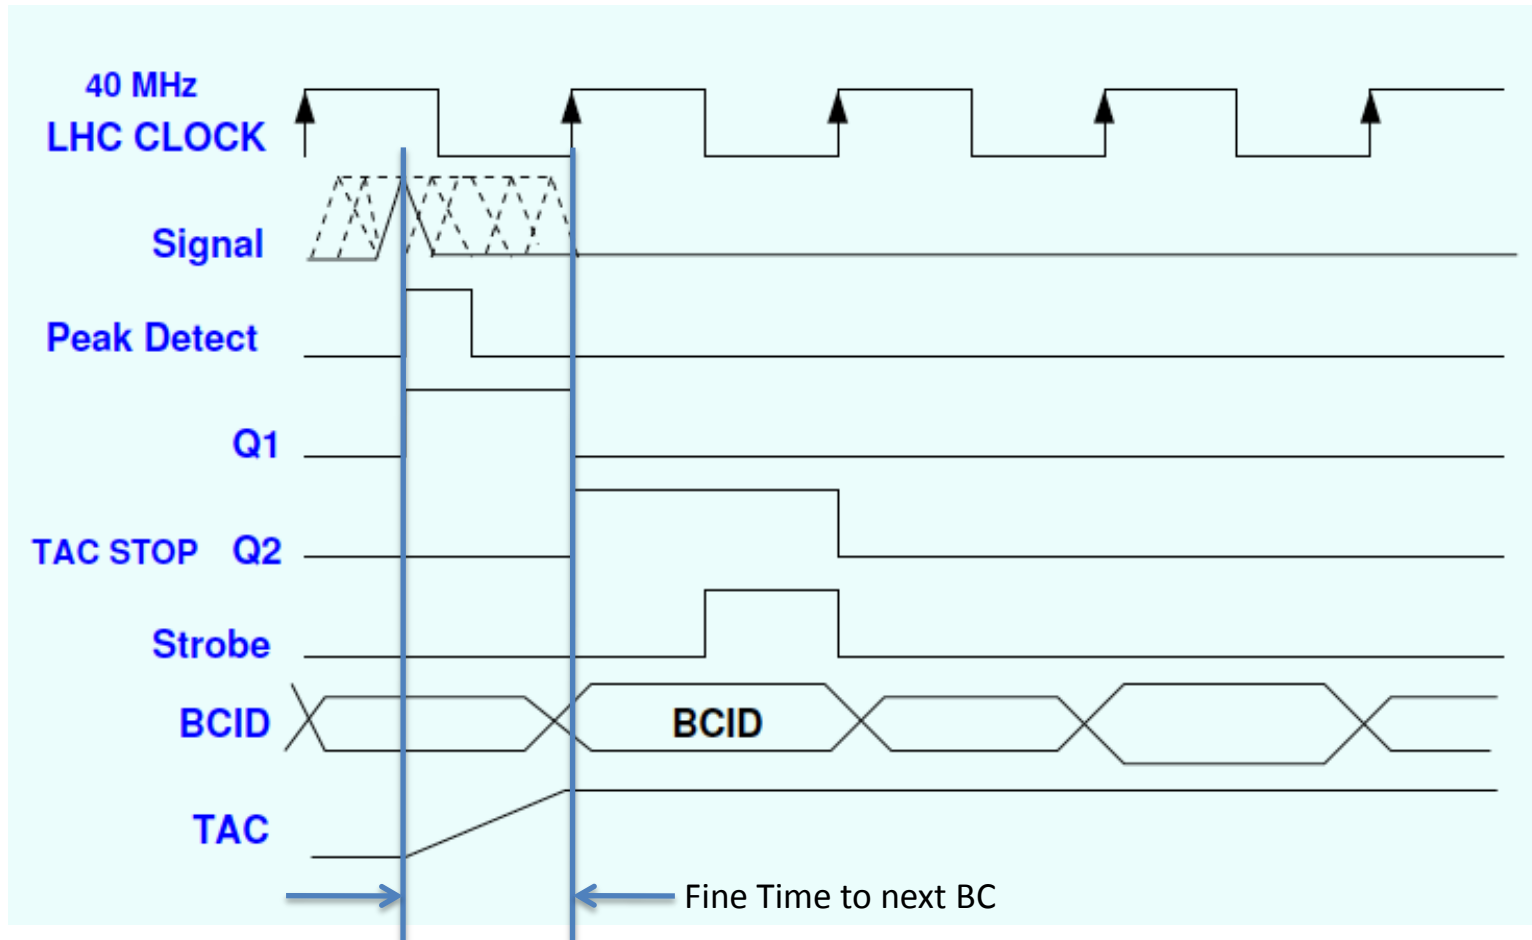 40 MHz
LHC CLOCK
Signal
Peak Detect
Q1
TAC STOP Q2
Strobe
BCID BCID
TAC
Fine Time to next BC